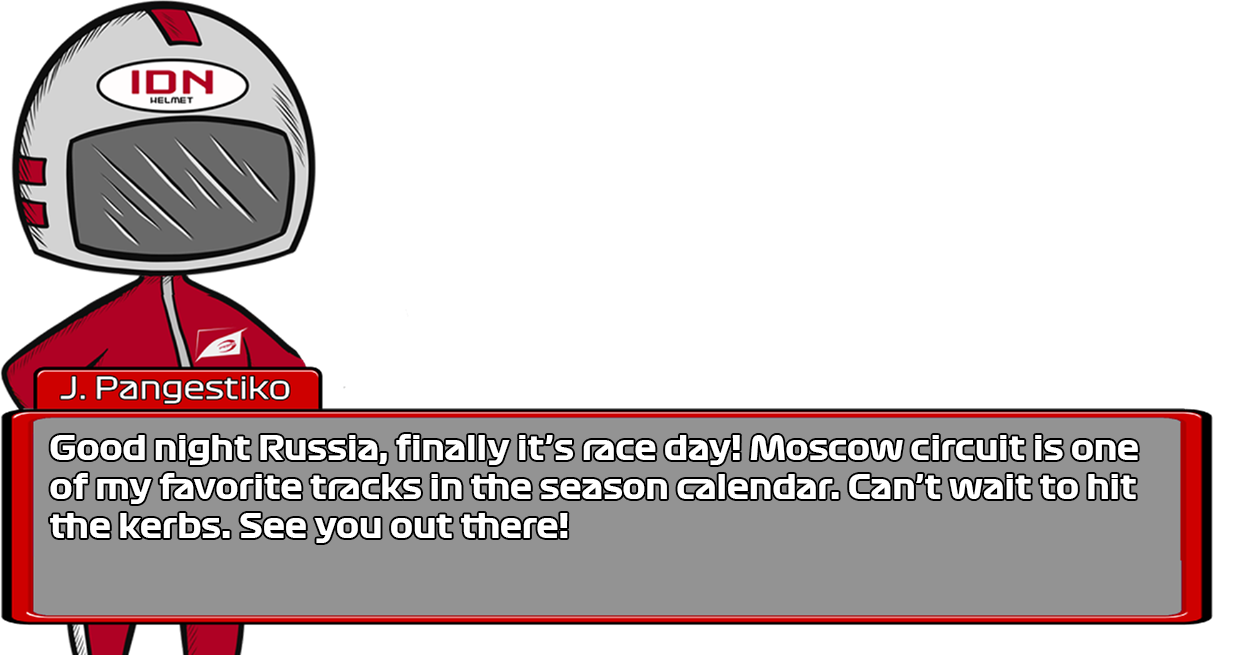 IDN
HELMET
J. Pangestiko
Good night Russia, finally it's race day! Moscow circuit is one
of my favorite tracks in the season calendar. Can't wait to hit
the kerbs. See you out there!